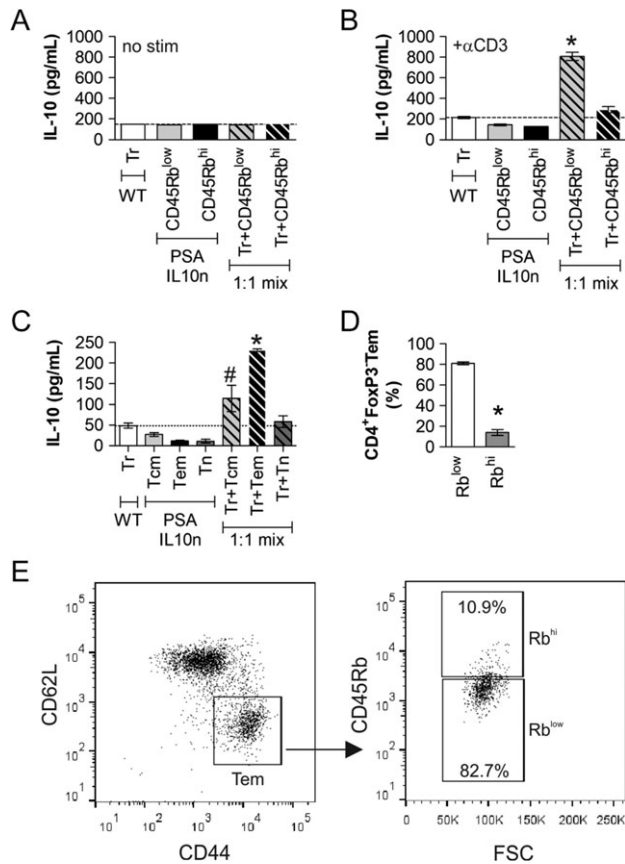 A
no stim
IL-10 (pg/mL)
1000
800
600
400
200
0
Tr
CD45Rb^low
CD45Rb^hi
Tr+CD45Rb^low
Tr+CD45Rb^hi
WT
PSA
IL10n
1:1 mix
B
+αCD3
*
IL-10 (pg/mL)
1000
800
600
400
200
0
Tr
CD45Rb^low
CD45Rb^hi
Tr+CD45Rb^low
Tr+CD45Rb^hi
WT
PSA
IL10n
1:1 mix
C
IL-10 (pg/mL)
250
200
150
100
50
0
#
*
Tr
Tcm
Tem
Tn
Tr+Tcm
Tr+Tem
Tr+Tn
WT
PSA
IL10n
1:1 mix
D
CD4⁺FoxP3⁻Tem
(%)
100
80
60
40
20
0
*
Rb^low
Rb^hi
E
CD62L
10^5
10^4
10^3
10^2
10^1
Tem
10^1 10^2 10^3 10^4 10^5
CD44
CD45Rb
10^5
10^4
10^3
10^2
10^1
10.9%
Rb^hi
Rb^low
82.7%
0 50K 100K 150K 200K 250K
FSC